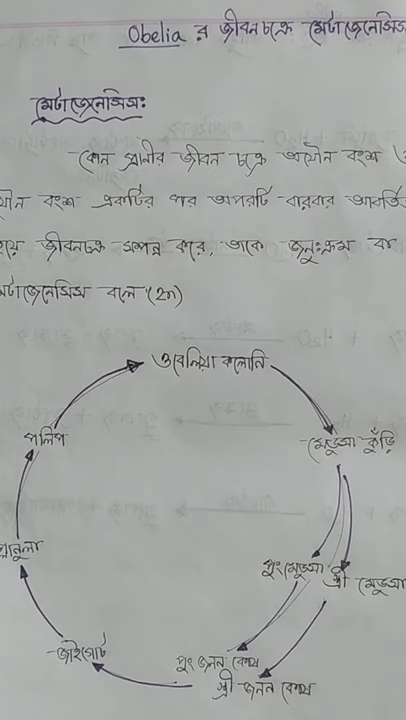 Obelia র জীবনচক্রে মেটাজেনেসিস
মেটাজেনেসিস:
কোন প্রাণীর জীবন চক্রে অযৌন বংশ ও
যৌন বংশ একটির পর অপরটি বারবার আবর্তিত
হয়ে জীবনচক্র সম্পন্ন করে, তাকে জনুঃক্রম বা
মেটাজেনেসিস বলে (2n)
ওবেলিয়া কলোনি
পলিপ
মেডুসা কুঁড়ি
প্লানুলা
পুং মেডুসা
স্ত্রী মেডুসা
জাইগোট
পুং জনন কোষ
স্ত্রী জনন কোষ